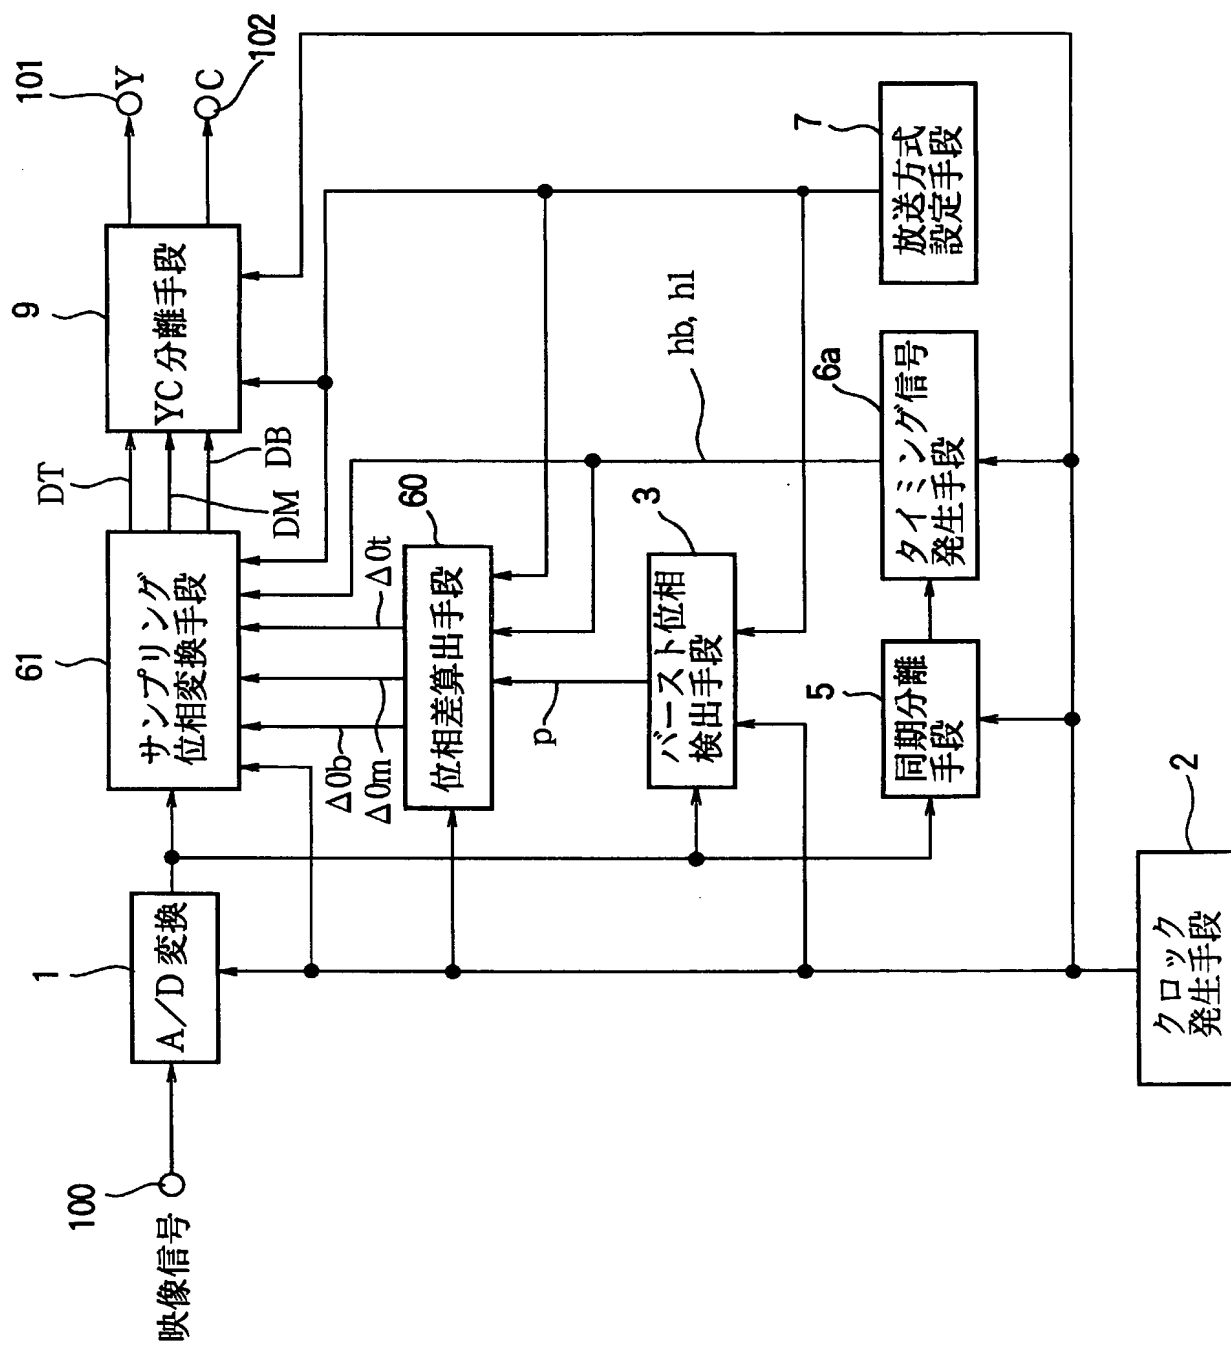 映像信号
100
1
A/D変換
61
サンプリング
位相変換手段
DT
DM
DB
9
YC分離手段
101
Y
C
102
Δ0b
Δ0m
Δ0t
60
位相差算出手段
p
3
バースト位相
検出手段
hb, h1
5
同期分離
手段
6a
タイミング信号
発生手段
7
放送方式
設定手段
2
クロック
発生手段